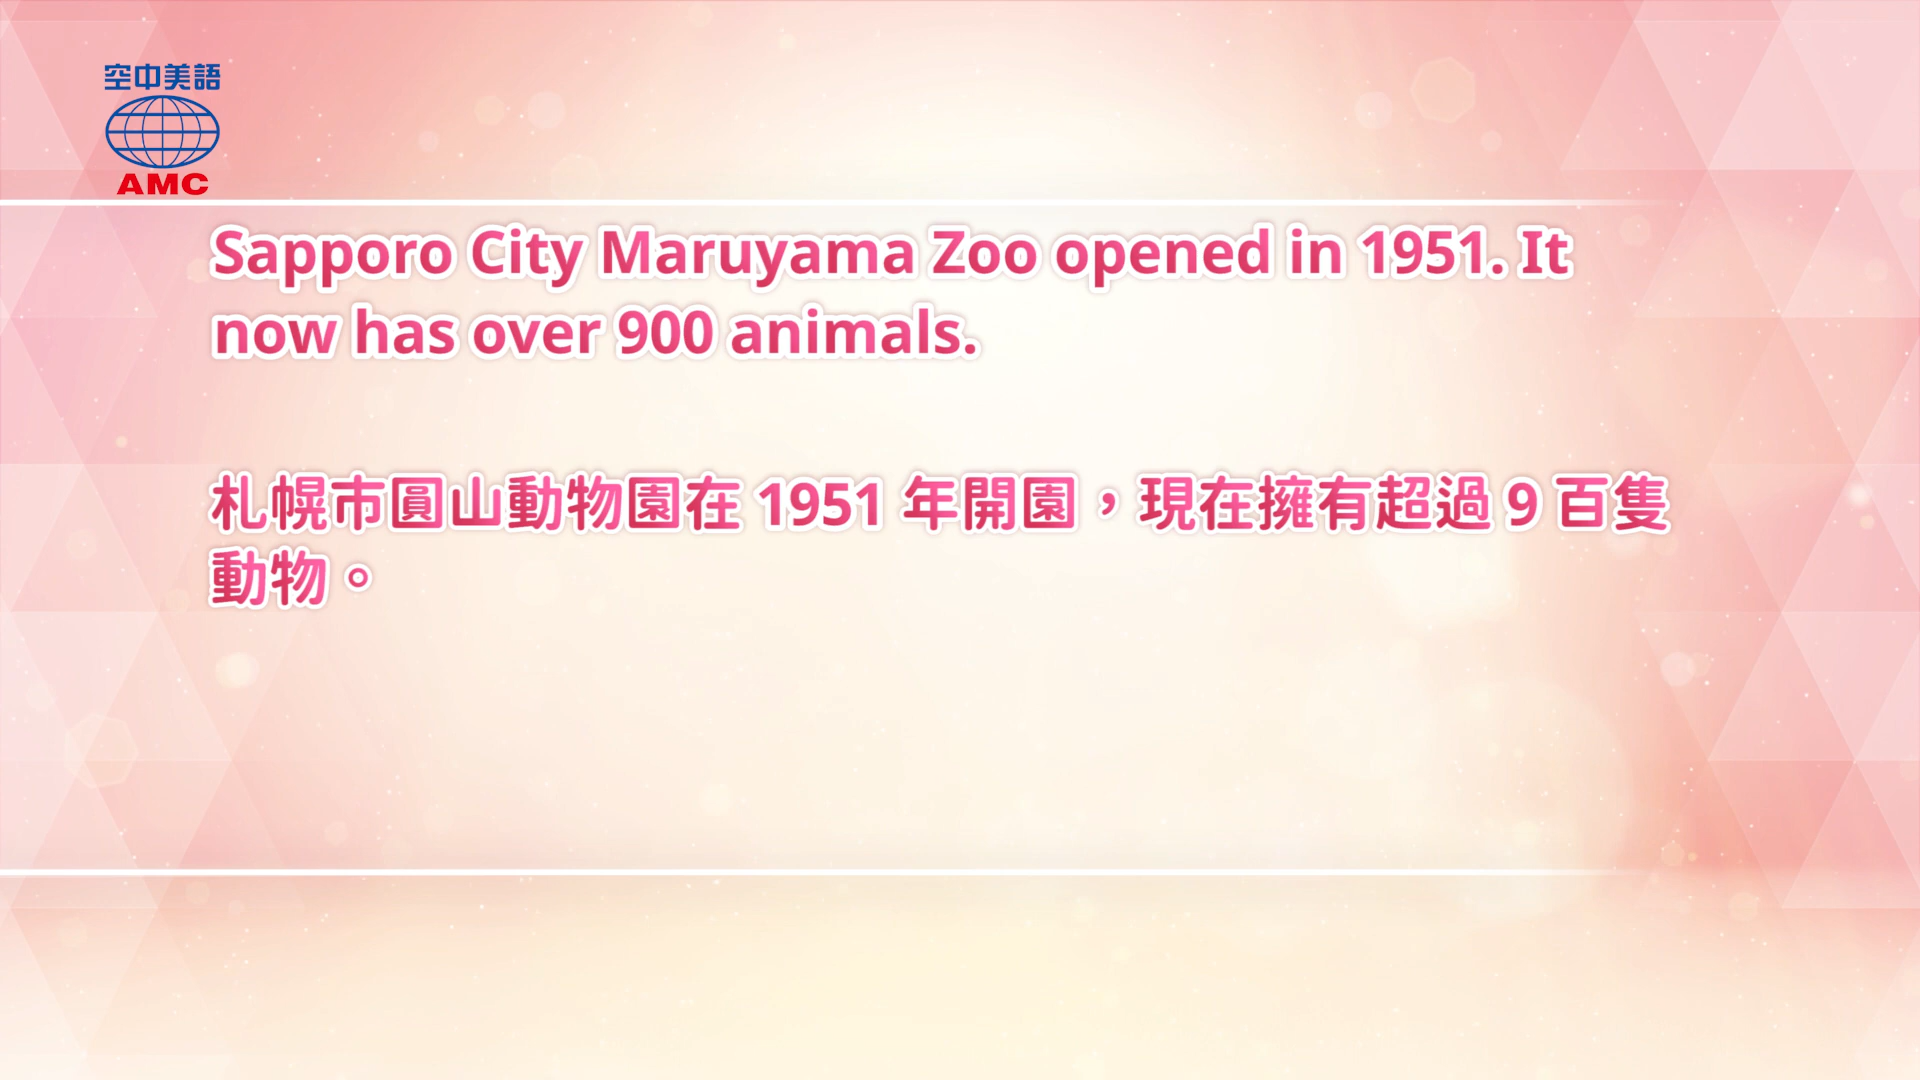 空中美語
AMC
Sapporo City Maruyama Zoo opened in 1951. It
now has over 900 animals.
札幌市圓山動物園在 1951 年開園，現在擁有超過 9 百隻
動物。